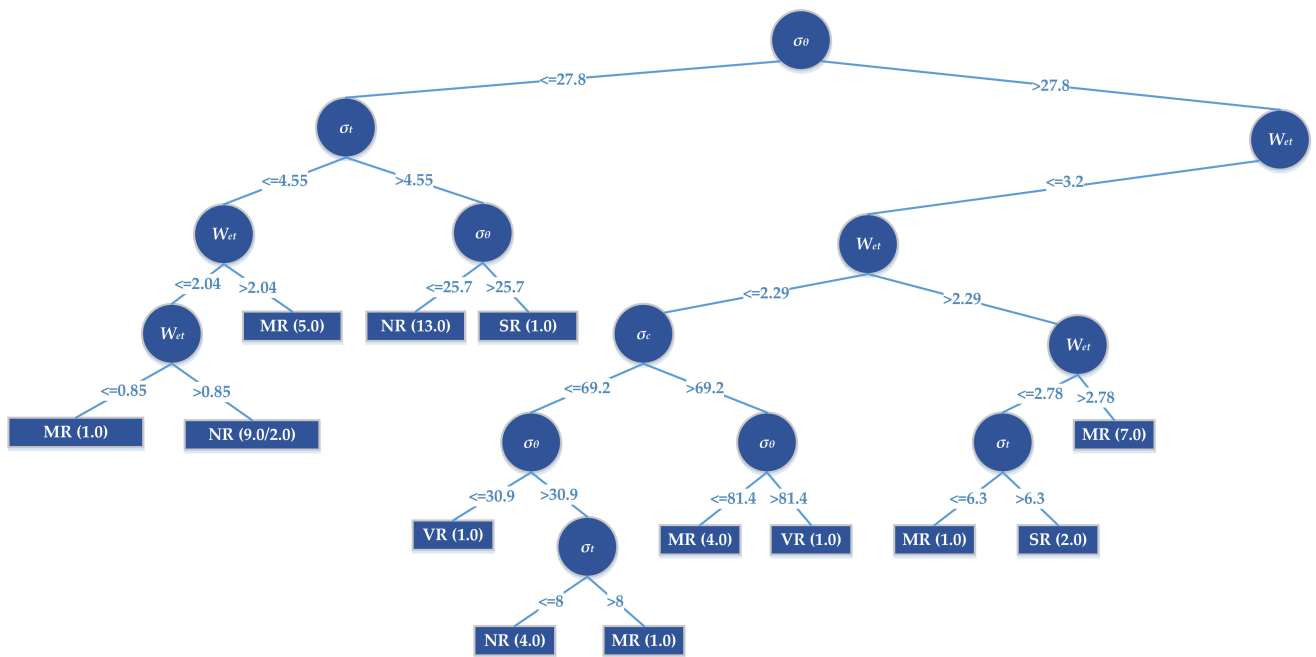 σθ
<=27.8
>27.8
σt
Wet
<=4.55
>4.55
<=3.2
Wet
σθ
Wet
<=2.04
>2.04
<=25.7
>25.7
<=2.29
>2.29
Wet
MR (5.0)
NR (13.0)
SR (1.0)
σc
Wet
<=0.85
>0.85
<=69.2
>69.2
<=2.78
>2.78
MR (1.0)
NR (9.0/2.0)
σθ
σθ
σt
MR (7.0)
<=30.9
>30.9
<=81.4
>81.4
<=6.3
>6.3
VR (1.0)
σt
MR (4.0)
VR (1.0)
MR (1.0)
SR (2.0)
<=8
>8
NR (4.0)
MR (1.0)